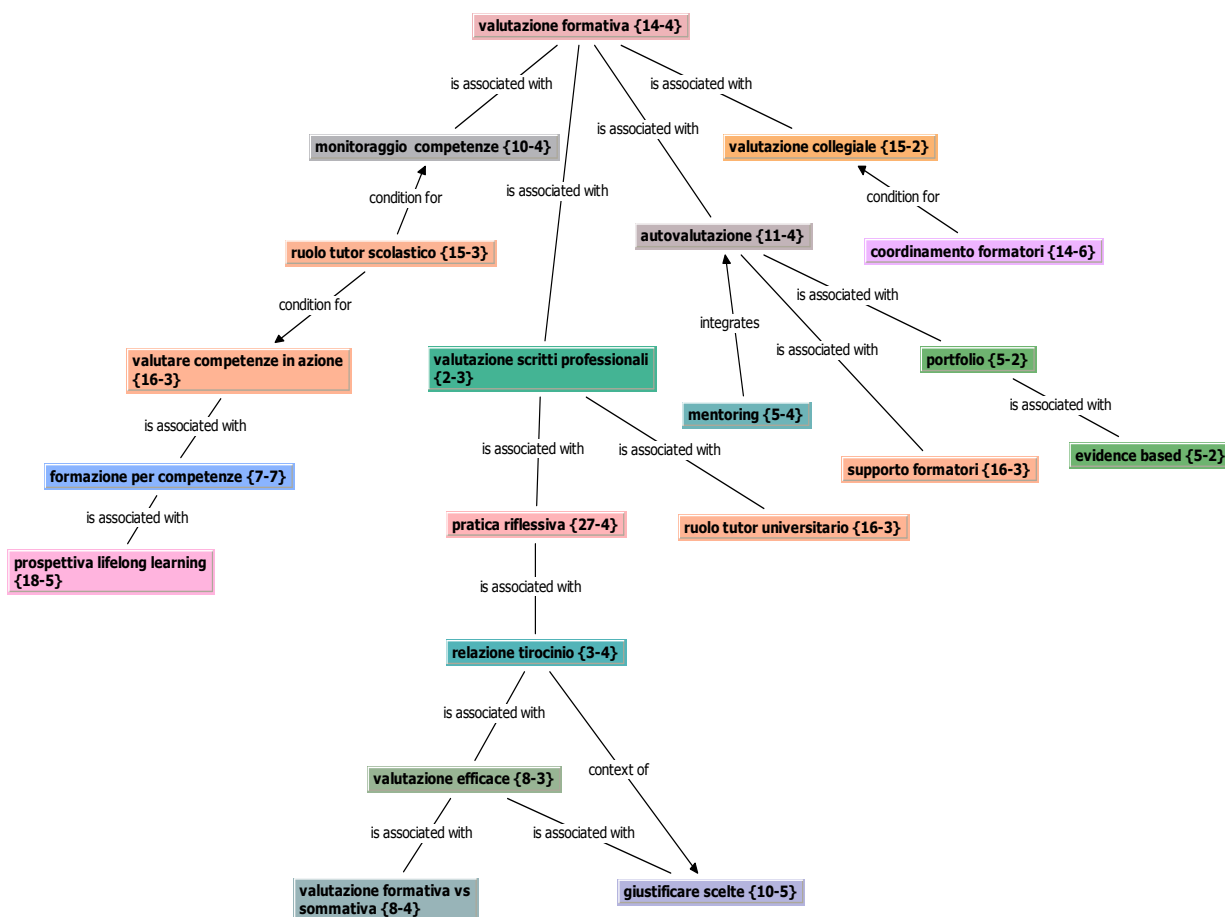 valutazione formativa {14-4}
is associated with
is associated with
is associated with
is associated with
monitoraggio  competenze {10-4}
valutazione collegiale {15-2}
condition for
condition for
autovalutazione {11-4}
ruolo tutor scolastico {15-3}
coordinamento formatori {14-6}
condition for
is associated with
integrates
is associated with
valutare competenze in azione
{16-3}
valutazione scritti professionali
{2-3}
portfolio {5-2}
mentoring {5-4}
is associated with
is associated with
is associated with
is associated with
evidence based {5-2}
formazione per competenze {7-7}
supporto formatori {16-3}
is associated with
pratica riflessiva {27-4}
ruolo tutor universitario {16-3}
prospettiva lifelong learning
{18-5}
is associated with
relazione tirocinio {3-4}
is associated with
context of
valutazione efficace {8-3}
is associated with
is associated with
valutazione formativa vs
sommativa {8-4}
giustificare scelte {10-5}